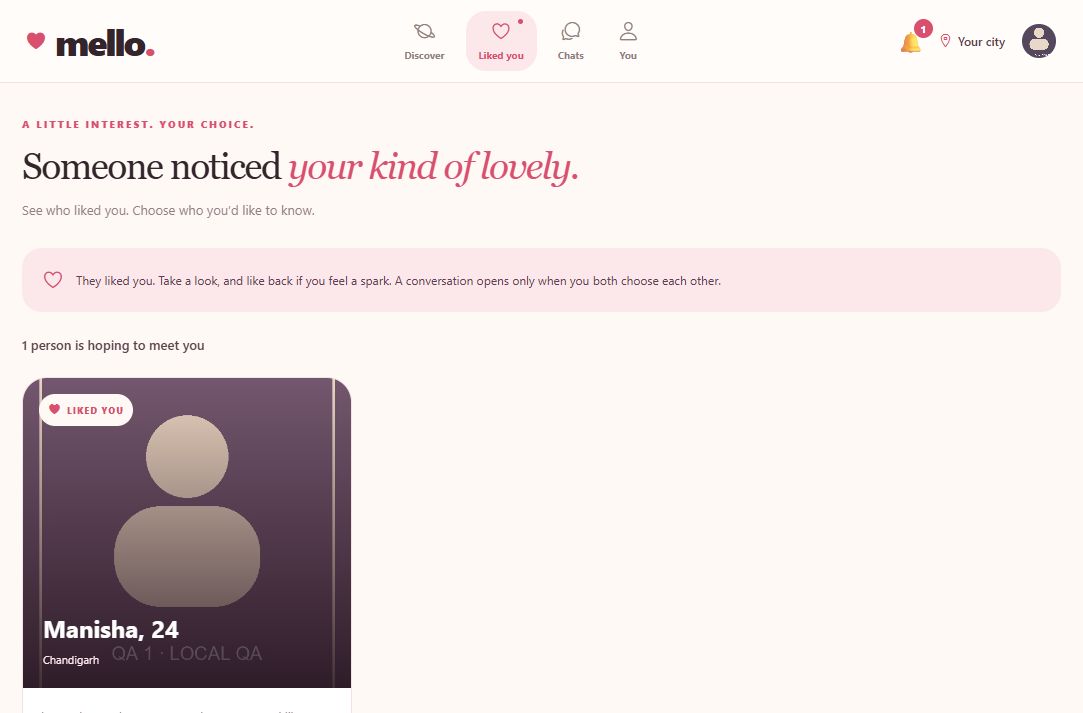 mello.
Discover
Liked you
Chats
You
1
Your city
A LITTLE INTEREST. YOUR CHOICE.
Someone noticed your kind of lovely.
See who liked you. Choose who you'd like to know.
They liked you. Take a look, and like back if you feel a spark. A conversation opens only when you both choose each other.
1 person is hoping to meet you
LIKED YOU
Manisha, 24
Chandigarh
QA 1 · LOCAL QA